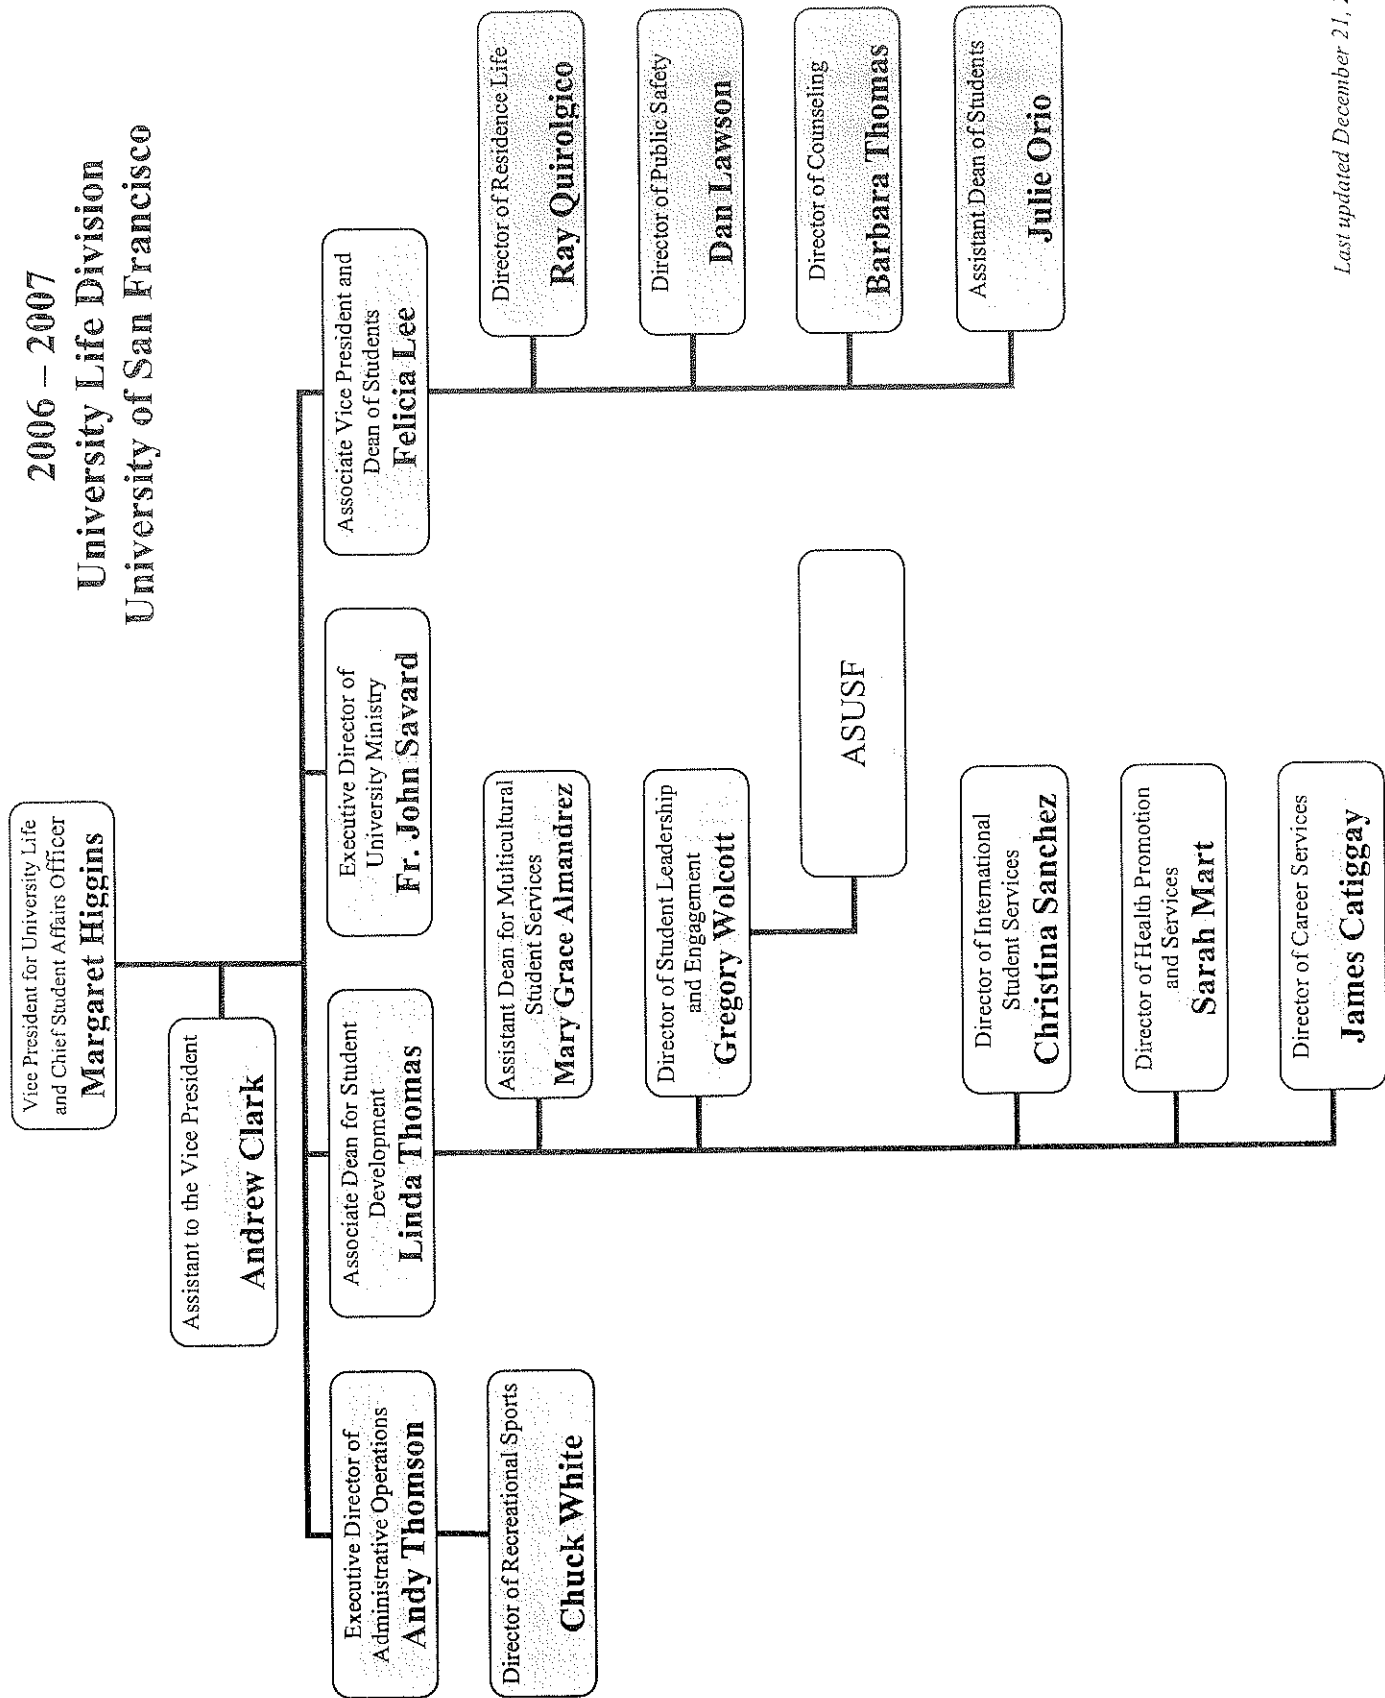 2006 – 2007
University Life Division
University of San Francisco
Vice President for University Life
and Chief Student Affairs Officer
Margaret Higgins
Assistant to the Vice President
Andrew Clark
Executive Director of
Administrative Operations
Andy Thomson
Associate Dean for Student
Development
Linda Thomas
Executive Director of
University Ministry
Fr. John Savard
Associate Vice President and
Dean of Students
Felicia Lee
Director of Recreational Sports
Chuck White
Assistant Dean for Multicultural
Student Services
Mary Grace Almandrez
Director of Student Leadership
and Engagement
Gregory Wolcott
ASUSF
Director of International
Student Services
Christina Sanchez
Director of Health Promotion
and Services
Sarah Mart
Director of Career Services
James Catiggay
Director of Residence Life
Ray Quirolgico
Director of Public Safety
Dan Lawson
Director of Counseling
Barbara Thomas
Assistant Dean of Students
Julie Orio
Last updated December 21,